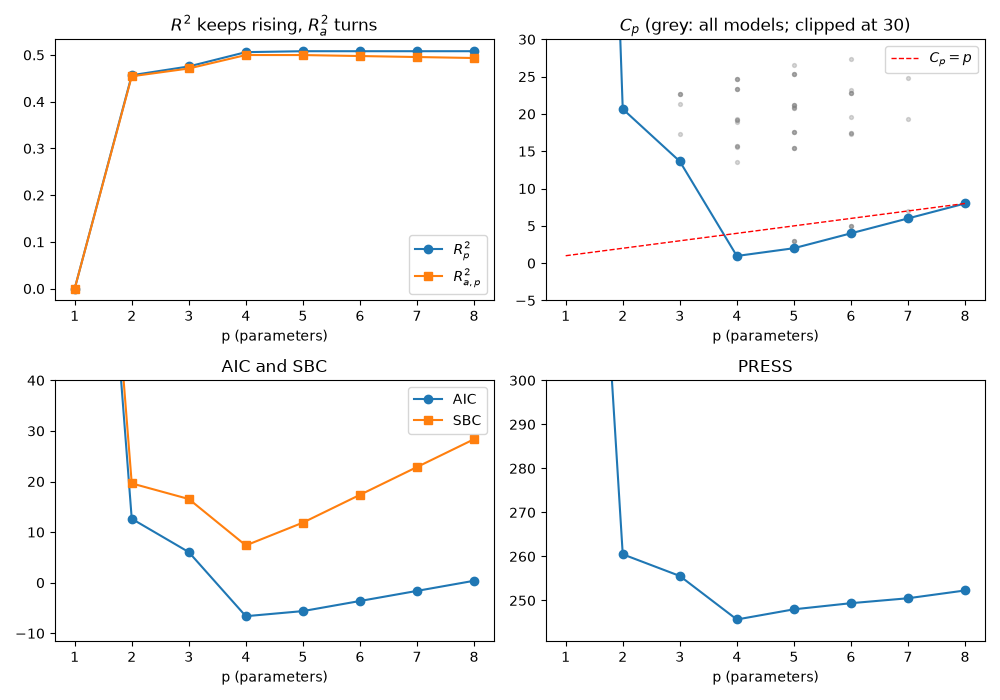 R² keeps rising, R²ₐ turns
0.5
0.4
0.3
0.2
0.1
0.0
R²ₚ
R²ₐ,ₚ
1 2 3 4 5 6 7 8
p (parameters)
Cₚ (grey: all models; clipped at 30)
30
25
20
15
10
5
0
−5
Cₚ = p
1 2 3 4 5 6 7 8
p (parameters)
AIC and SBC
40
30
20
10
0
−10
AIC
SBC
1 2 3 4 5 6 7 8
p (parameters)
PRESS
300
290
280
270
260
250
1 2 3 4 5 6 7 8
p (parameters)